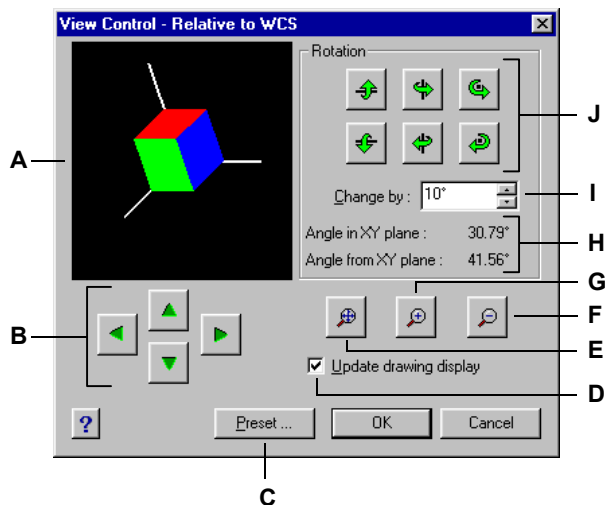 View Control - Relative to WCS
Rotation
J
A
Change by : 10°
I
Angle in XY plane : 30.79°
H
Angle from XY plane : 41.56°
G
F
B
E
Update drawing display
D
? Preset ... OK Cancel
C